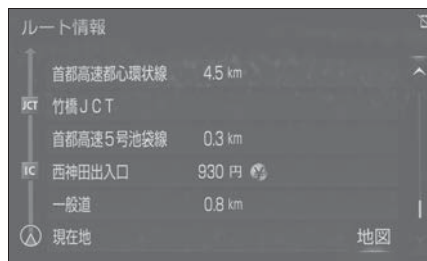 ルート情報
首都高速都心環状線 4.5 km
JCT 竹橋ＪＣＴ
首都高速５号池袋線 0.3 km
IC 西神田出入口 930 円
一般道 0.8 km
現在地 地図